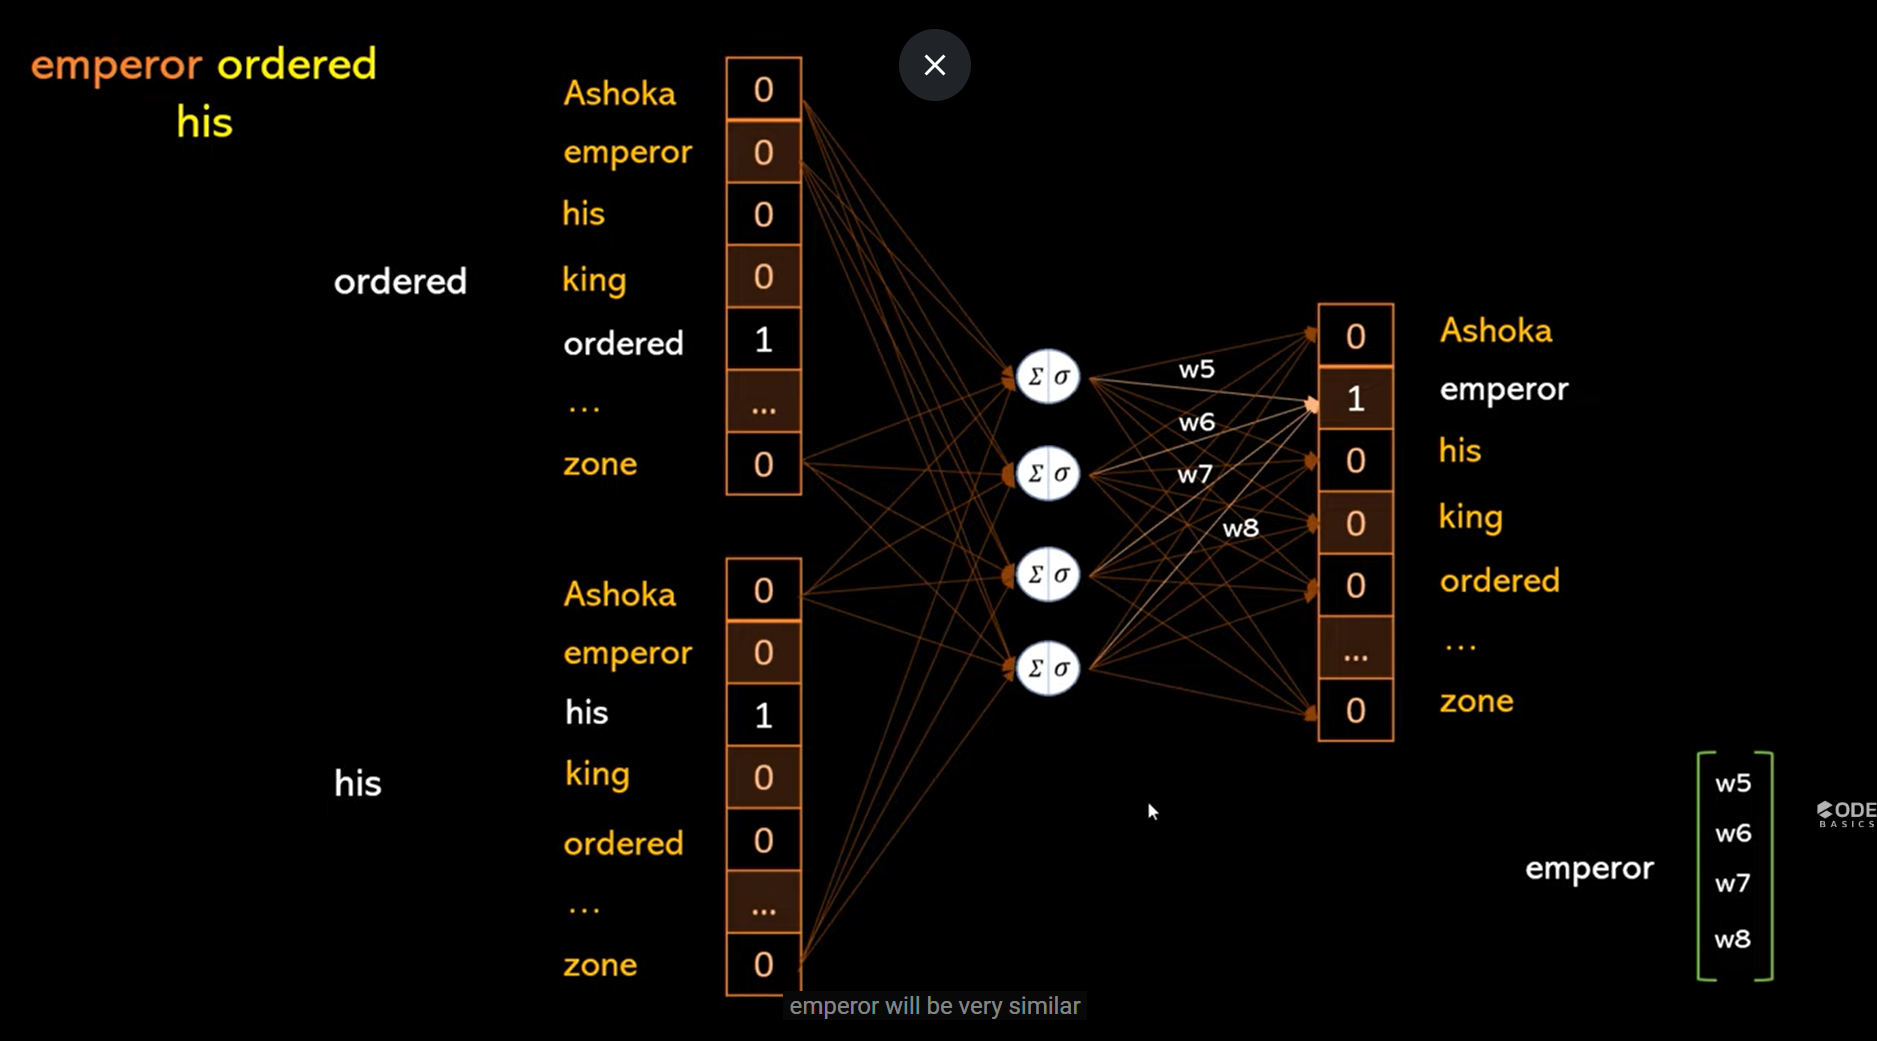 emperor ordered
his
ordered
Ashoka 0
emperor 0
his 0
king 0
ordered 1
... ...
zone 0
his
Ashoka 0
emperor 0
his 1
king 0
ordered 0
... ...
zone 0
Σ σ
Σ σ
Σ σ
Σ σ
w5
w6
w7
w8
0 Ashoka
1 emperor
0 his
0 king
0 ordered
... ...
0 zone
emperor
w5
w6
w7
w8
CODE
BASICS
emperor will be very similar